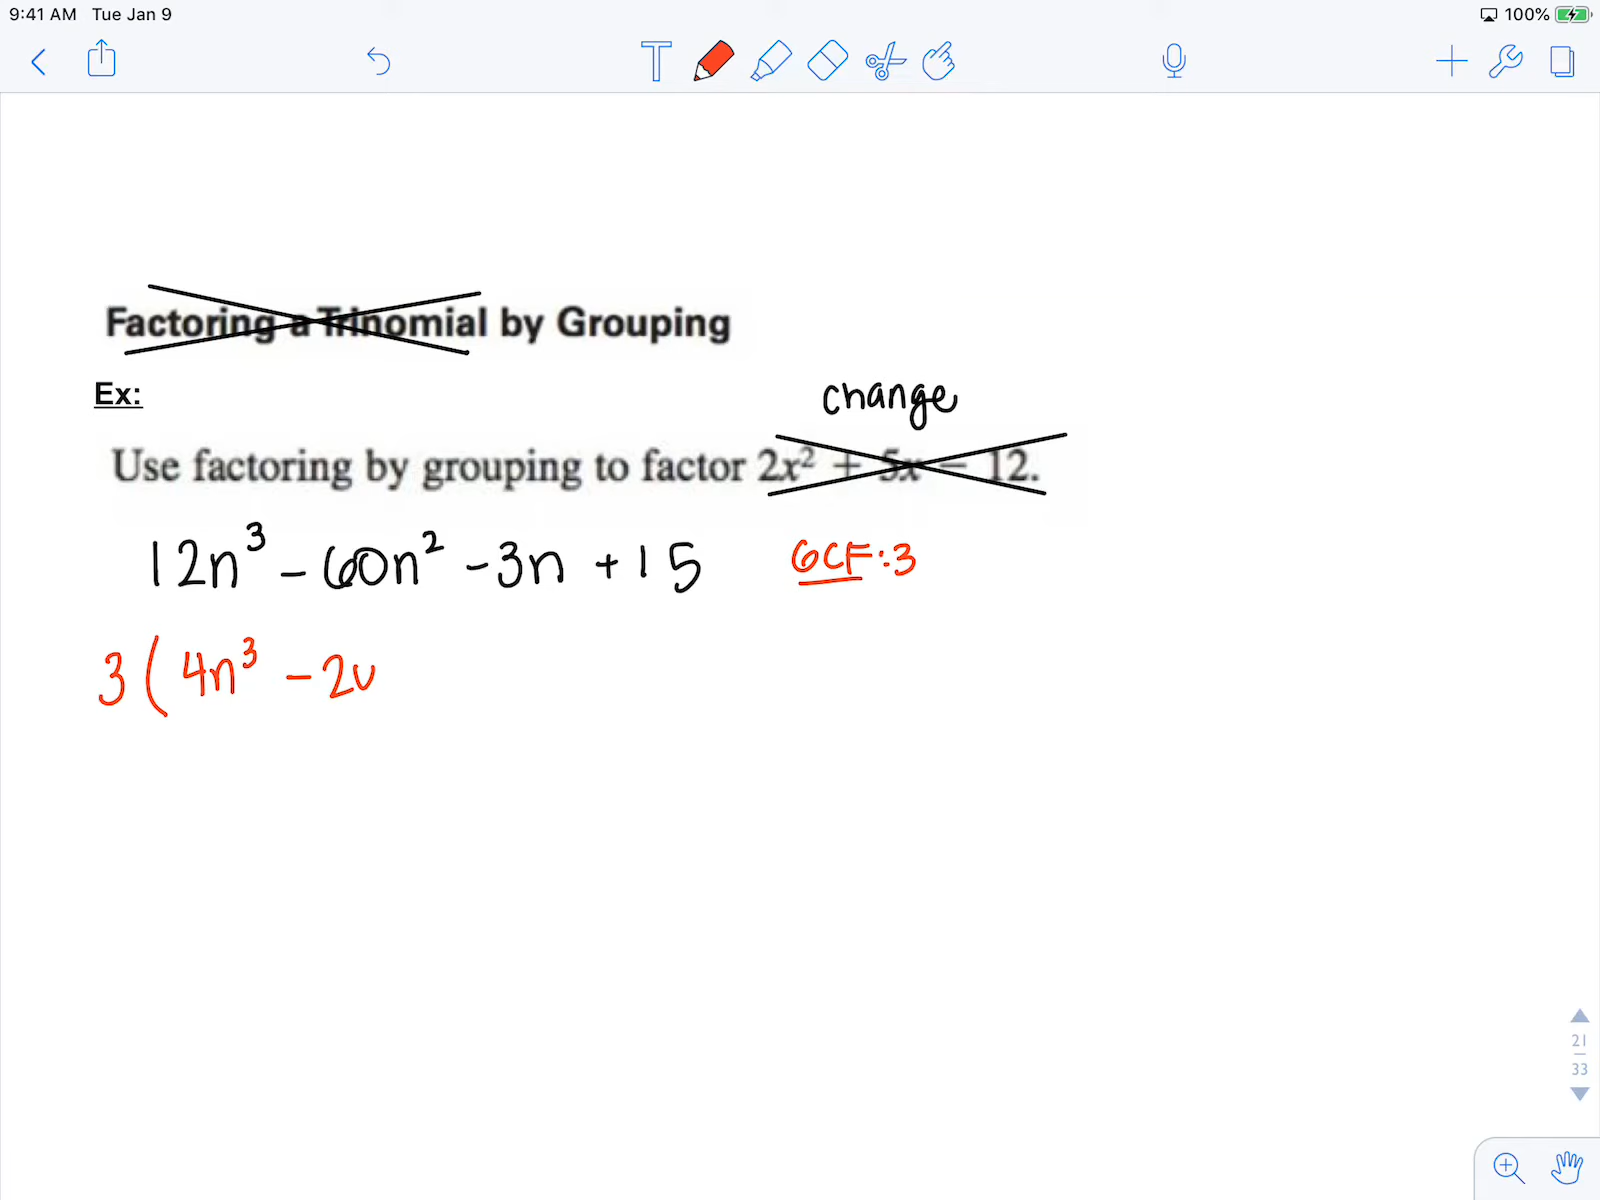 9:41 AM Tue Jan 9 100%
T
Factoring a Trinomial by Grouping
Ex:
change
Use factoring by grouping to factor 2x² + 5x − 12.
12n³ − 60n² − 3n + 15 GCF: 3
3 ( 4n³ − 2
21
33